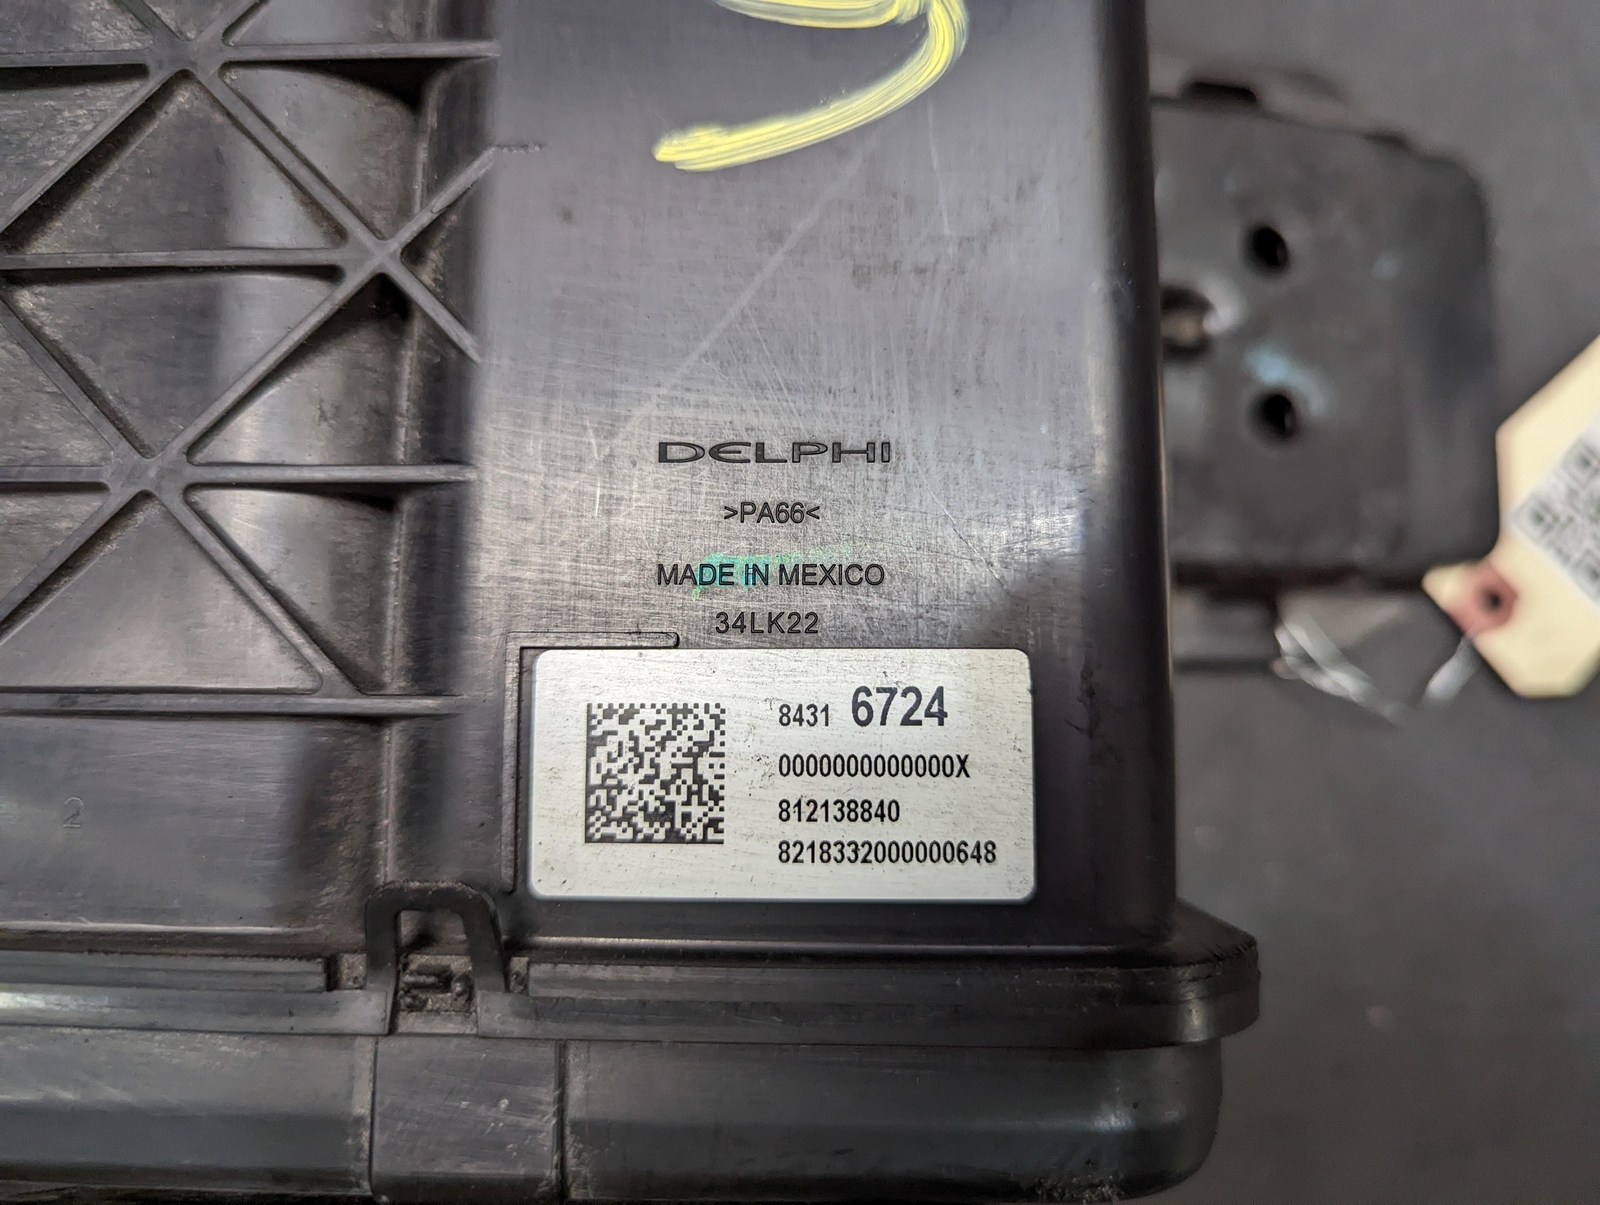 DELPHI
>PA66<
MADE IN MEXICO
34LK22
8431 6724
0000000000000X
812138840
8218332000000648
2